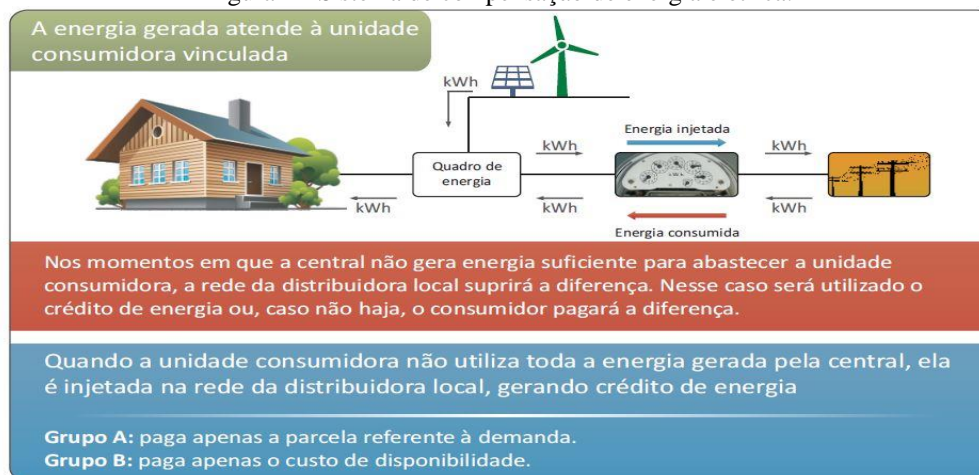 A energia gerada atende à unidade
consumidora vinculada
kWh
Energia injetada
kWh
kWh
Quadro de
energia
kWh
kWh
kWh
Energia consumida
Nos momentos em que a central não gera energia suficiente para abastecer a unidade
consumidora, a rede da distribuidora local suprirá a diferença. Nesse caso será utilizado o
crédito de energia ou, caso não haja, o consumidor pagará a diferença.
Quando a unidade consumidora não utiliza toda a energia gerada pela central, ela
é injetada na rede da distribuidora local, gerando crédito de energia
Grupo A: paga apenas a parcela referente à demanda.
Grupo B: paga apenas o custo de disponibilidade.